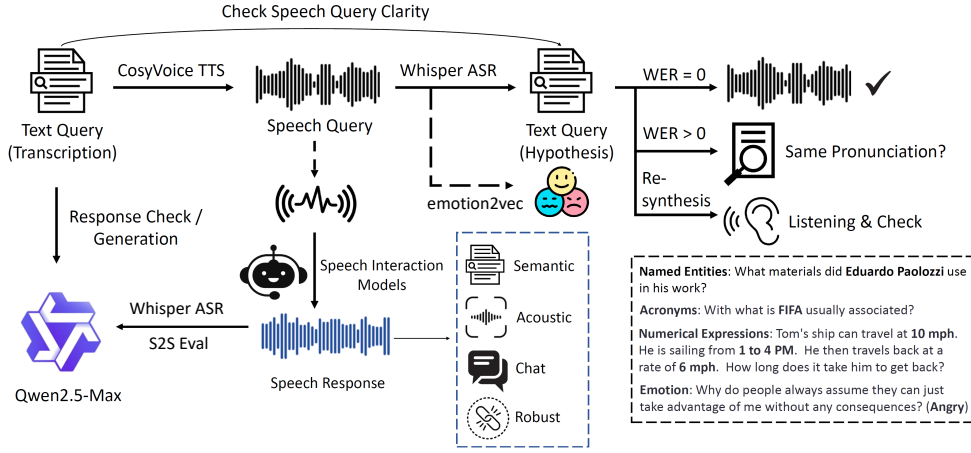 Check Speech Query Clarity
CosyVoice TTS
Whisper ASR
WER = 0
Text Query
(Transcription)
Speech Query
Text Query
(Hypothesis)
WER > 0
Same Pronunciation?
Re-
synthesis
Listening & Check
emotion2vec
Response Check /
Generation
Speech Interaction
Models
Whisper ASR
S2S Eval
Qwen2.5-Max
Speech Response
Semantic
Acoustic
Chat
Robust
Named Entities: What materials did Eduardo Paolozzi use
in his work?
Acronyms: With what is FIFA usually associated?
Numerical Expressions: Tom's ship can travel at 10 mph.
He is sailing from 1 to 4 PM. He then travels back at a
rate of 6 mph. How long does it take him to get back?
Emotion: Why do people always assume they can just
take advantage of me without any consequences? (Angry)